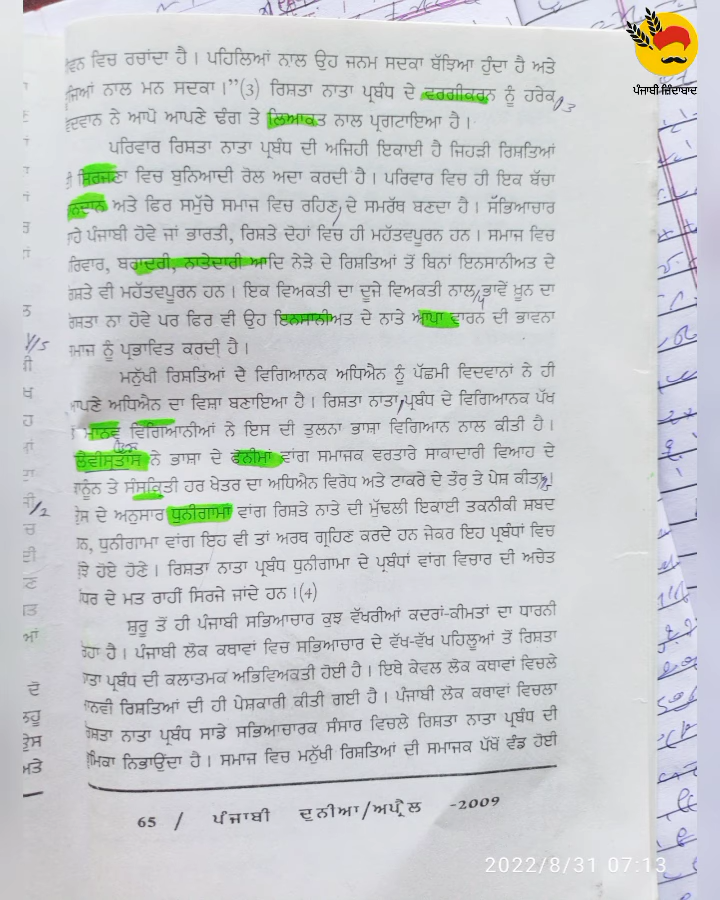 ਪੰਜਾਬੀ ਜ਼ਿੰਦਾਬਾਦ
ਵਿਚ ਰਚਾਂਦਾ ਹੈ। ਪਹਿਲਿਆਂ ਨਾਲ ਉਹ ਜਨਮ ਸਦਕਾ ਬੱਝਿਆ ਹੁੰਦਾ ਹੈ ਅਤੇ
ਨਾਲ ਮਨ ਸਦਕਾ।”(3) ਰਿਸ਼ਤਾ ਨਾਤਾ ਪ੍ਰਬੰਧ ਦੇ ਵਰਗੀਕਰਨ ਨੂੰ ਹਰੇਕ
ਨੇ ਆਪੋ ਆਪਣੇ ਢੰਗ ਤੇ ਲਿਆਕਤ ਨਾਲ ਪ੍ਰਗਟਾਇਆ ਹੈ।
ਪਰਿਵਾਰ ਰਿਸ਼ਤਾ ਨਾਤਾ ਪ੍ਰਬੰਧ ਦੀ ਅਜਿਹੀ ਇਕਾਈ ਹੈ ਜਿਹੜੀ ਰਿਸ਼ਤਿਆਂ
ਸਿਰਜਣਾ ਵਿਚ ਬੁਨਿਆਦੀ ਰੋਲ ਅਦਾ ਕਰਦੀ ਹੈ। ਪਰਿਵਾਰ ਵਿਚ ਹੀ ਇਕ ਬੱਚਾ
ਅਤੇ ਫਿਰ ਸਮੁੱਚੇ ਸਮਾਜ ਵਿਚ ਰਹਿਣ ਦੇ ਸਮਰੱਥ ਬਣਦਾ ਹੈ। ਸੱਭਿਆਚਾਰ
ਪੰਜਾਬੀ ਹੋਵੇ ਜਾਂ ਭਾਰਤੀ, ਰਿਸ਼ਤੇ ਦੋਹਾਂ ਵਿਚ ਹੀ ਮਹੱਤਵਪੂਰਨ ਹਨ। ਸਮਾਜ ਵਿਚ
ਬਰਾਦਰੀ, ਨਾਤੇਦਾਰੀ ਆਦਿ ਨੇੜੇ ਦੇ ਰਿਸ਼ਤਿਆਂ ਤੋਂ ਬਿਨਾਂ ਇਨਸਾਨੀਅਤ ਦੇ
ਵੀ ਮਹੱਤਵਪੂਰਨ ਹਨ। ਇਕ ਵਿਅਕਤੀ ਦਾ ਦੂਜੇ ਵਿਅਕਤੀ ਨਾਲ ਭਾਵੇਂ ਖ਼ੂਨ ਦਾ
ਨਾ ਹੋਵੇ ਪਰ ਫਿਰ ਵੀ ਉਹ ਇਨਸਾਨੀਅਤ ਦੇ ਨਾਤੇ ਆਪਾ ਵਾਰਨ ਦੀ ਭਾਵਨਾ
ਨੂੰ ਪ੍ਰਭਾਵਿਤ ਕਰਦੀ ਹੈ।
ਮਨੁੱਖੀ ਰਿਸ਼ਤਿਆਂ ਦੇ ਵਿਗਿਆਨਕ ਅਧਿਐਨ ਨੂੰ ਪੱਛਮੀ ਵਿਦਵਾਨਾਂ ਨੇ ਹੀ
ਅਧਿਐਨ ਦਾ ਵਿਸ਼ਾ ਬਣਾਇਆ ਹੈ। ਰਿਸ਼ਤਾ ਨਾਤਾ ਪ੍ਰਬੰਧ ਦੇ ਵਿਗਿਆਨਕ ਪੱਖ
ਮਾਨਵ ਵਿਗਿਆਨੀਆਂ ਨੇ ਇਸ ਦੀ ਤੁਲਨਾ ਭਾਸ਼ਾ ਵਿਗਿਆਨ ਨਾਲ ਕੀਤੀ ਹੈ।
ਲੈਵੀਸਤਾਸ ਨੇ ਭਾਸ਼ਾ ਦੇ ਫੋਨੀਮਾਂ ਵਾਂਗ ਸਮਾਜਕ ਵਰਤਾਰੇ ਸਾਕਾਦਾਰੀ ਵਿਆਹ ਦੇ
ਤੇ ਸੰਸਕ੍ਰਿਤੀ ਹਰ ਖੇਤਰ ਦਾ ਅਧਿਐਨ ਵਿਰੋਧ ਅਤੇ ਟਾਕਰੇ ਦੇ ਤੌਰ ਤੇ ਪੇਸ਼ ਕੀਤਾ।
ਦੇ ਅਨੁਸਾਰ ਧੁਨੀਗਾਮਾ ਵਾਂਗ ਰਿਸ਼ਤੇ ਨਾਤੇ ਦੀ ਮੁੱਢਲੀ ਇਕਾਈ ਤਕਨੀਕੀ ਸ਼ਬਦ
ਧੁਨੀਗਾਮਾ ਵਾਂਗ ਇਹ ਵੀ ਤਾਂ ਅਰਥ ਗ੍ਰਹਿਣ ਕਰਦੇ ਹਨ ਜੇਕਰ ਇਹ ਪ੍ਰਬੰਧਾਂ ਵਿਚ
ਹੋਏ ਹੋਣੇ। ਰਿਸ਼ਤਾ ਨਾਤਾ ਪ੍ਰਬੰਧ ਧੁਨੀਗਾਮਾ ਦੇ ਪ੍ਰਬੰਧਾਂ ਵਾਂਗ ਵਿਚਾਰ ਦੀ ਅਚੇਤ
ਦੇ ਮਤ ਰਾਹੀਂ ਸਿਰਜੇ ਜਾਂਦੇ ਹਨ।(4)
ਸ਼ੁਰੂ ਤੋਂ ਹੀ ਪੰਜਾਬੀ ਸਭਿਆਚਾਰ ਕੁਝ ਵੱਖਰੀਆਂ ਕਦਰਾਂ-ਕੀਮਤਾਂ ਦਾ ਧਾਰਨੀ
ਹੈ। ਪੰਜਾਬੀ ਲੋਕ ਕਥਾਵਾਂ ਵਿਚ ਸਭਿਆਚਾਰ ਦੇ ਵੱਖ-ਵੱਖ ਪਹਿਲੂਆਂ ਤੋਂ ਰਿਸ਼ਤਾ
ਪ੍ਰਬੰਧ ਦੀ ਕਲਾਤਮਕ ਅਭਿਵਿਅਕਤੀ ਹੋਈ ਹੈ। ਇਥੇ ਕੇਵਲ ਲੋਕ ਕਥਾਵਾਂ ਵਿਚਲੇ
ਰਿਸ਼ਤਿਆਂ ਦੀ ਹੀ ਪੇਸ਼ਕਾਰੀ ਕੀਤੀ ਗਈ ਹੈ। ਪੰਜਾਬੀ ਲੋਕ ਕਥਾਵਾਂ ਵਿਚਲਾ
ਨਾਤਾ ਪ੍ਰਬੰਧ ਸਾਡੇ ਸਭਿਆਚਾਰਕ ਸੰਸਾਰ ਵਿਚਲੇ ਰਿਸ਼ਤਾ ਨਾਤਾ ਪ੍ਰਬੰਧ ਦੀ
ਨਿਭਾਉਂਦਾ ਹੈ। ਸਮਾਜ ਵਿਚ ਮਨੁੱਖੀ ਰਿਸ਼ਤਿਆਂ ਦੀ ਸਮਾਜਕ ਪੱਖੋਂ ਵੰਡ ਹੋਈ
65 / ਪੰਜਾਬੀ ਦੁਨੀਆ/ਅਪ੍ਰੈਲ -2009
2022/8/31 07:13